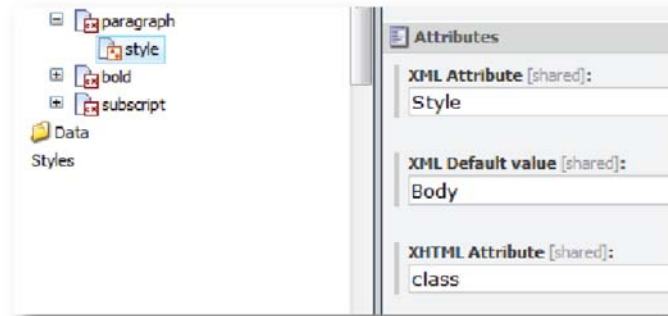 paragraph
style
bold
subscript
Data
Styles
Attributes
XML Attribute [shared]:
Style
XML Default value [shared]:
Body
XHTML Attribute [shared]:
class